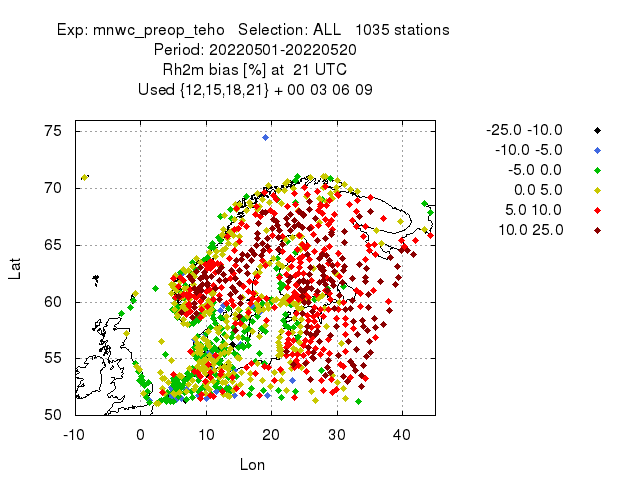 Exp: mnwc_preop_teho   Selection: ALL   1035 stations
Period: 20220501-20220520
Rh2m bias [%] at  21 UTC
Used {12,15,18,21} + 00 03 06 09
-25.0 -10.0
-10.0 -5.0
-5.0 0.0
0.0 5.0
5.0 10.0
10.0 25.0
75
70
65
60
55
50
Lat
-10 0 10 20 30 40
Lon